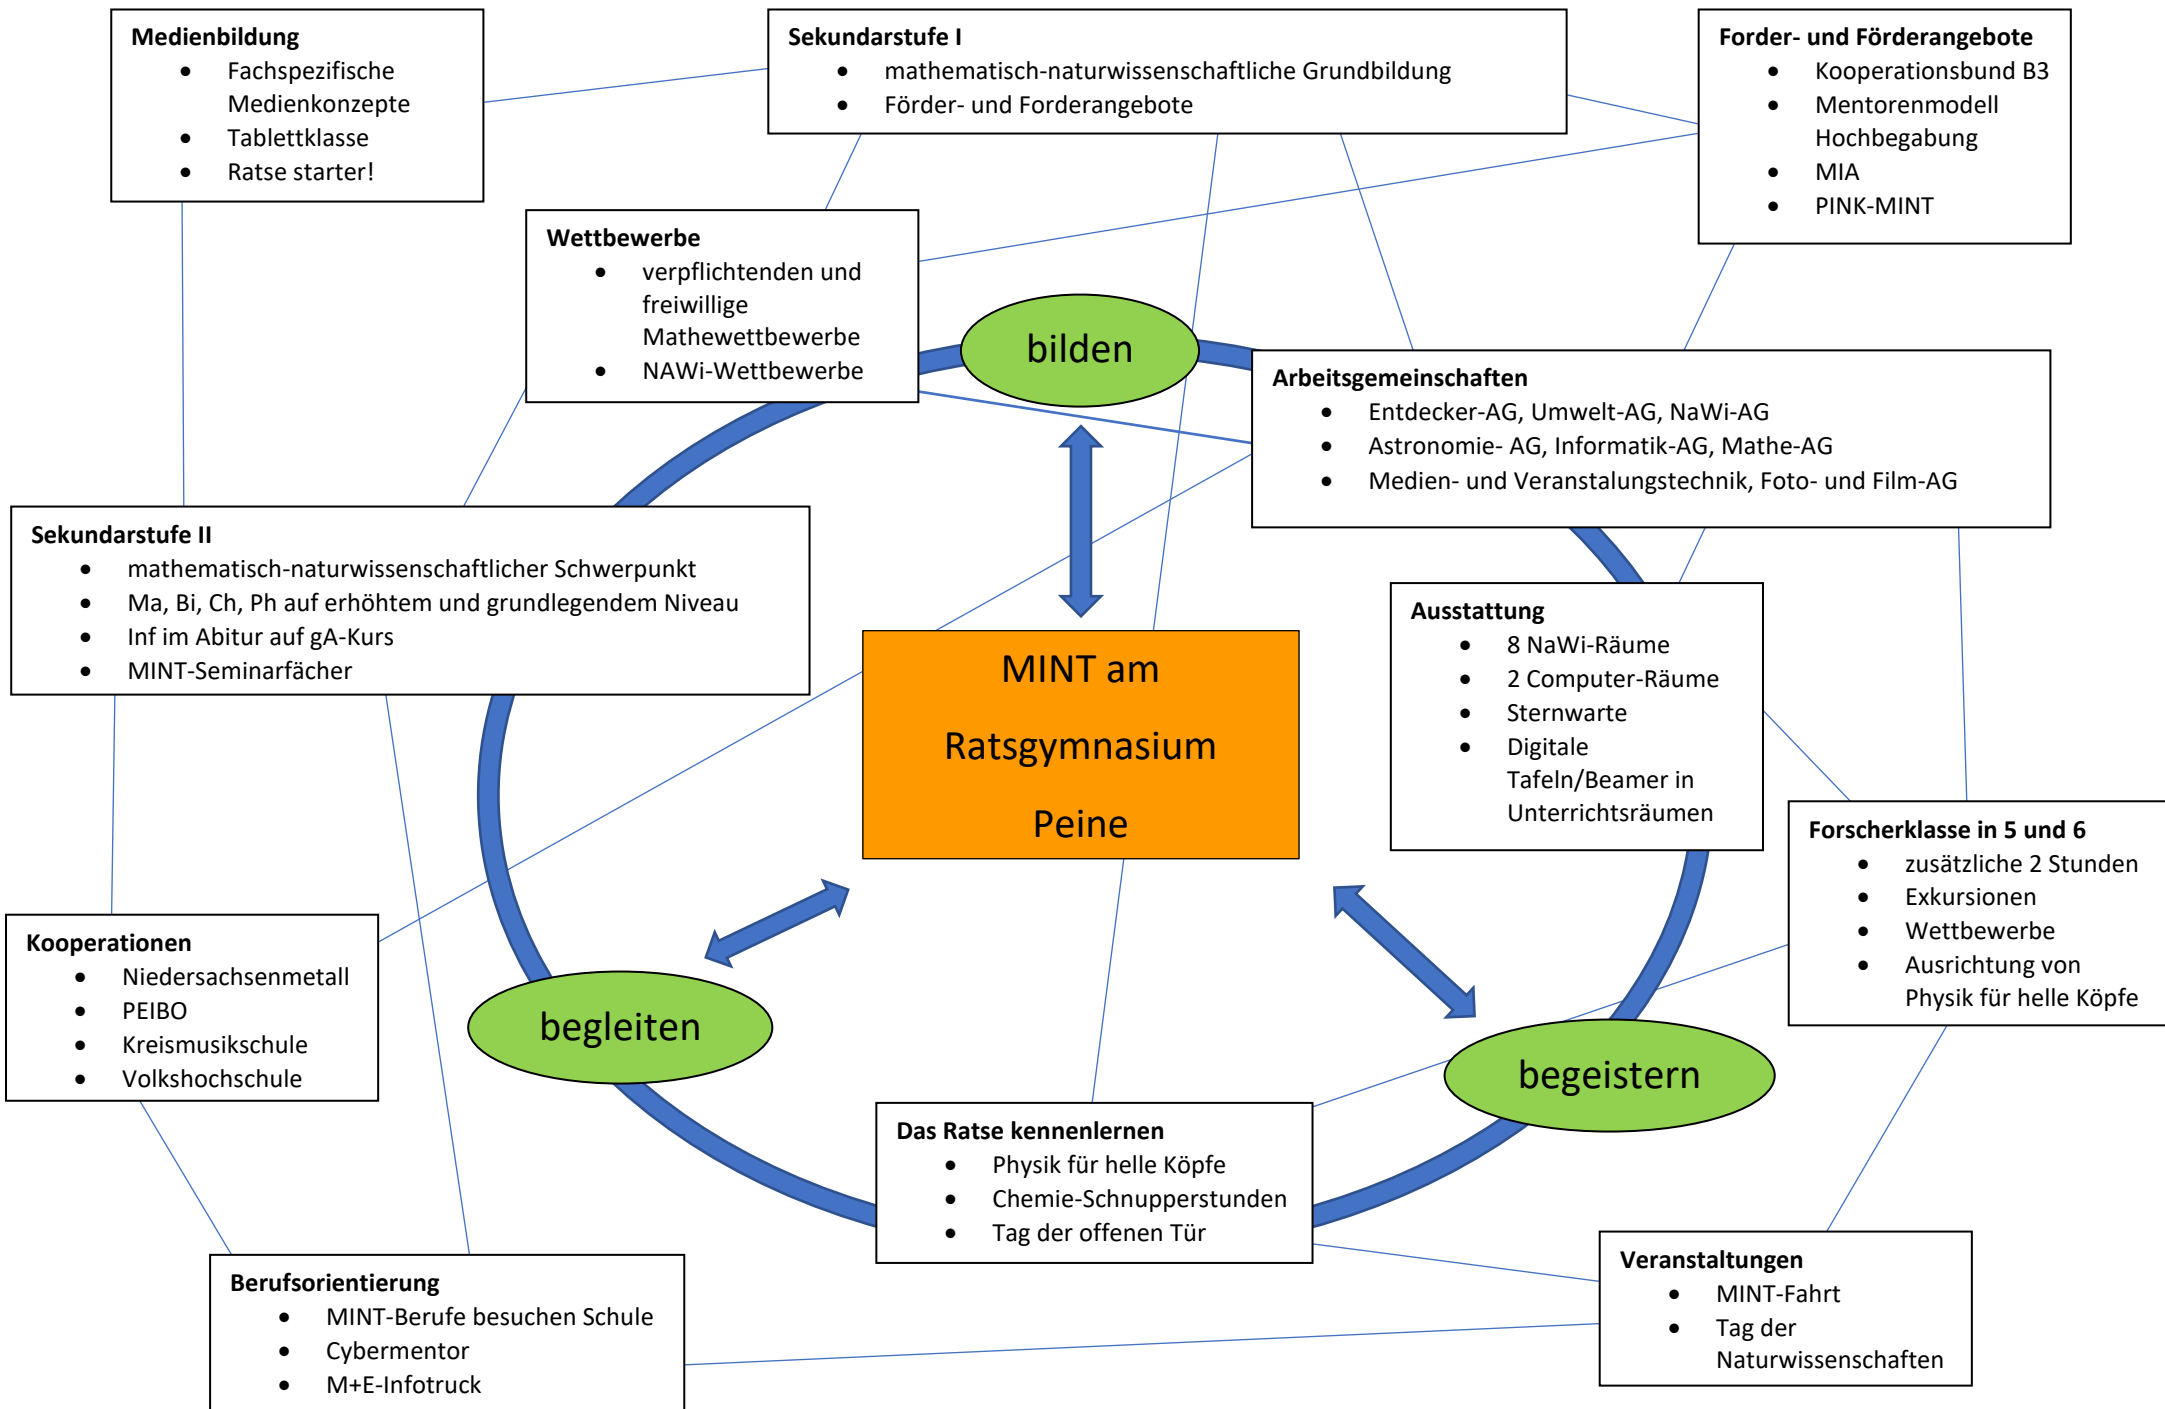 Medienbildung
• Fachspezifische
Medienkonzepte
• Tablettklasse
• Ratse starter!
Sekundarstufe I
• mathematisch-naturwissenschaftliche Grundbildung
• Förder- und Forderangebote
Forder- und Förderangebote
• Kooperationsbund B3
• Mentorenmodell
Hochbegabung
• MIA
• PINK-MINT
Wettbewerbe
• verpflichtenden und
freiwillige
Mathewettbewerbe
• NAWi-Wettbewerbe
bilden
Arbeitsgemeinschaften
• Entdecker-AG, Umwelt-AG, NaWi-AG
• Astronomie- AG, Informatik-AG, Mathe-AG
• Medien- und Veranstalungstechnik, Foto- und Film-AG
Sekundarstufe II
• mathematisch-naturwissenschaftlicher Schwerpunkt
• Ma, Bi, Ch, Ph auf erhöhtem und grundlegendem Niveau
• Inf im Abitur auf gA-Kurs
• MINT-Seminarfächer
MINT am
Ratsgymnasium
Peine
Ausstattung
• 8 NaWi-Räume
• 2 Computer-Räume
• Sternwarte
• Digitale
Tafeln/Beamer in
Unterrichtsräumen
Forscherklasse in 5 und 6
• zusätzliche 2 Stunden
• Exkursionen
• Wettbewerbe
• Ausrichtung von
Physik für helle Köpfe
Kooperationen
• Niedersachsenmetall
• PEIBO
• Kreismusikschule
• Volkshochschule
begleiten
begeistern
Das Ratse kennenlernen
• Physik für helle Köpfe
• Chemie-Schnupperstunden
• Tag der offenen Tür
Berufsorientierung
• MINT-Berufe besuchen Schule
• Cybermentor
• M+E-Infotruck
Veranstaltungen
• MINT-Fahrt
• Tag der
Naturwissenschaften